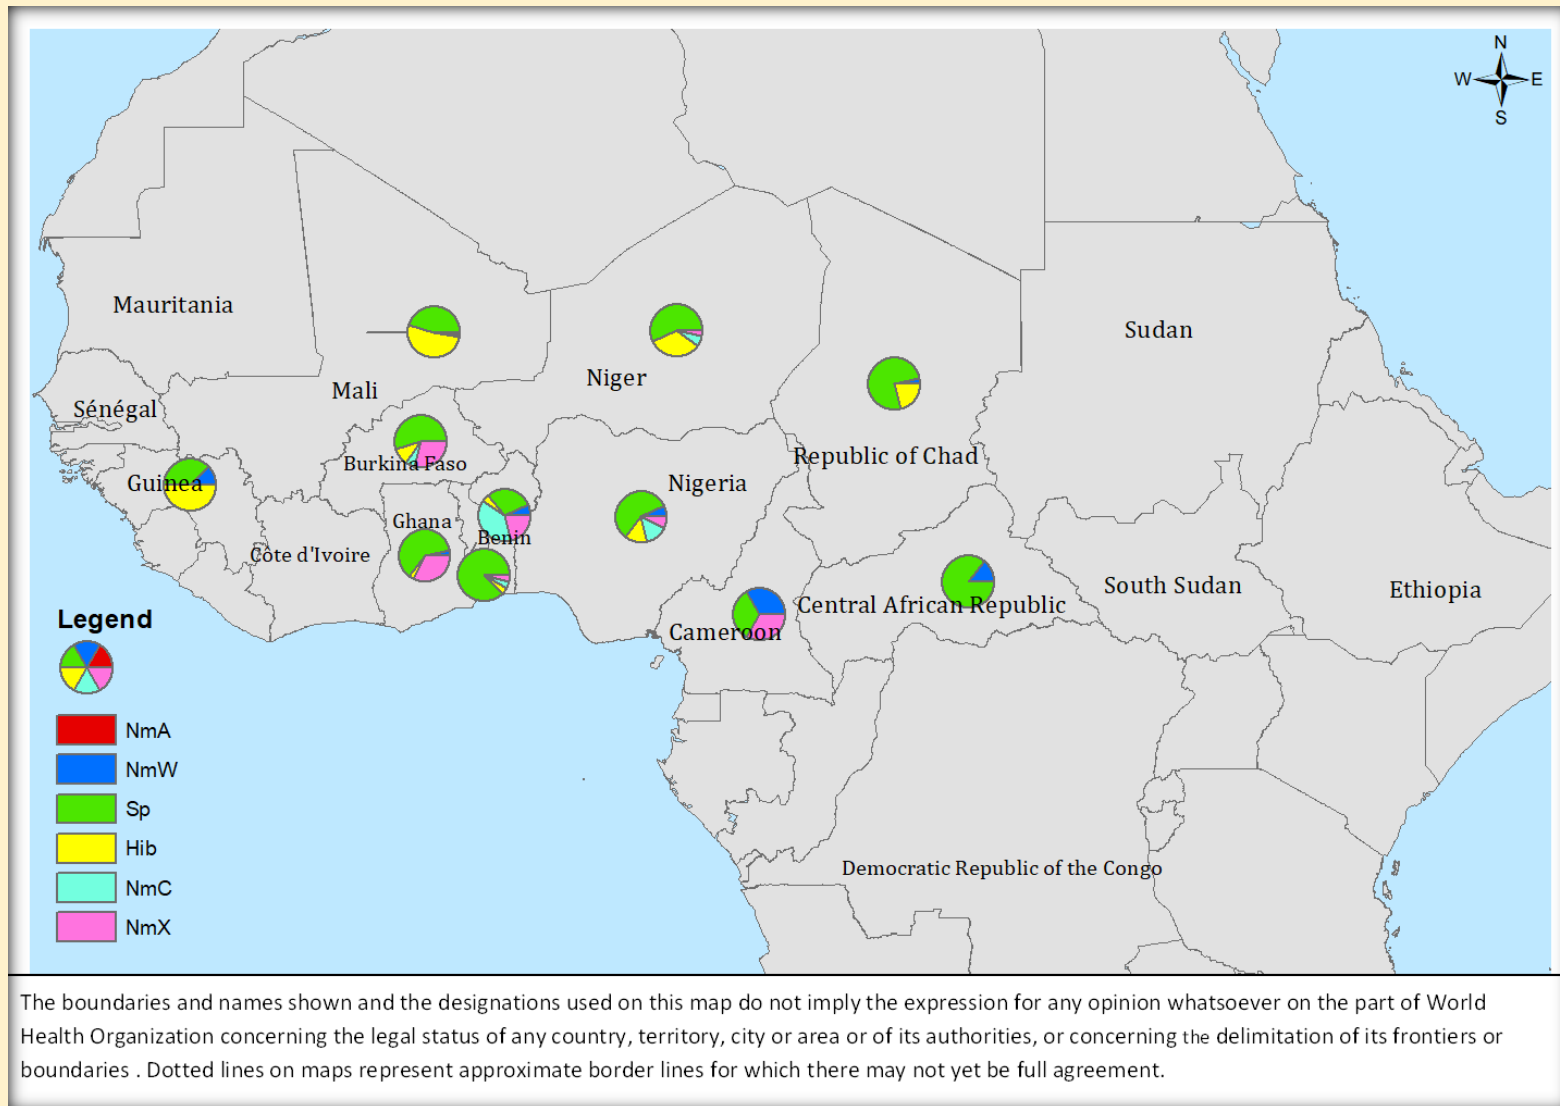 N
W E
S
Mauritania
Sudan
Niger
Mali
Sénégal
Republic of Chad
Burkina Faso
Guinea
Nigeria
Ghana
Benin
Côte d'Ivoire
South Sudan
Ethiopia
Central African Republic
Cameroon
Legend
NmA
NmW
Sp
Hib
NmC
NmX
Democratic Republic of the Congo
The boundaries and names shown and the designations used on this map do not imply the expression for any opinion whatsoever on the part of World
Health Organization concerning the legal status of any country, territory, city or area or of its authorities, or concerning the delimitation of its frontiers or
boundaries . Dotted lines on maps represent approximate border lines for which there may not yet be full agreement.